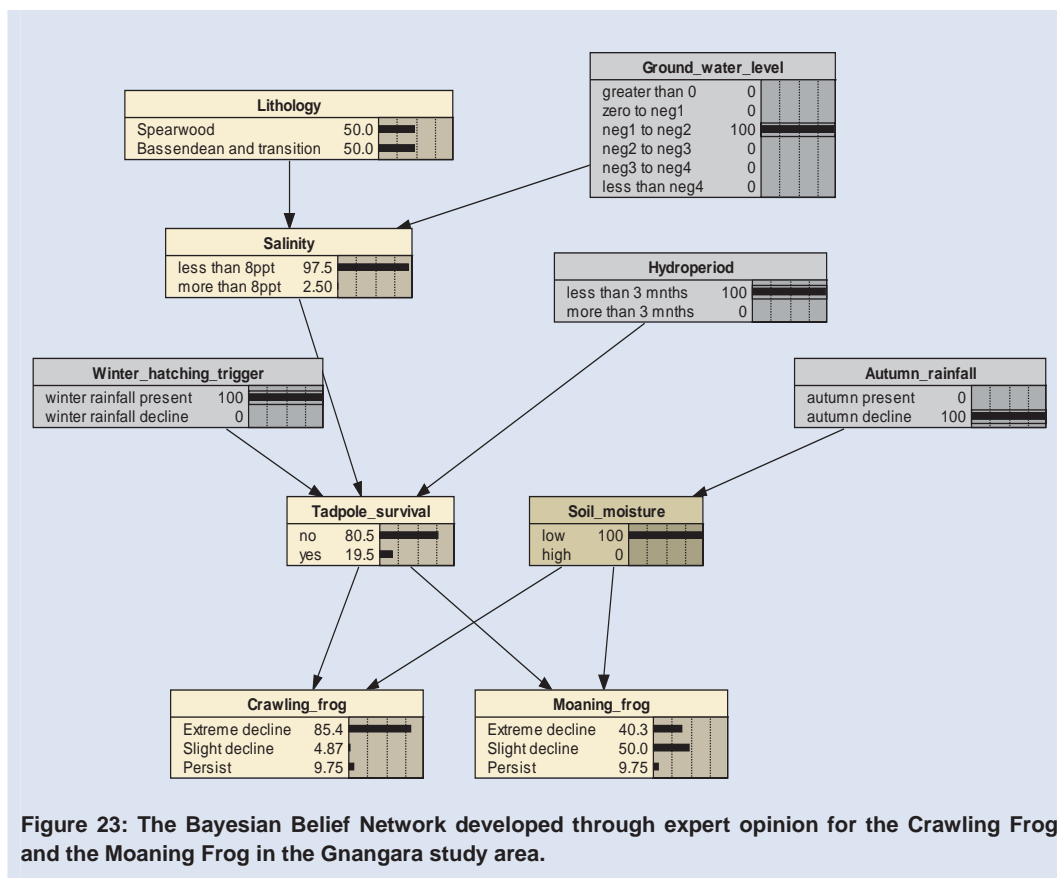 Ground_water_level
greater than 0 0
zero to neg1 0
neg1 to neg2 100
neg2 to neg3 0
neg3 to neg4 0
less than neg4 0
Lithology
Spearwood 50.0
Bassendean and transition 50.0
Salinity
less than 8ppt 97.5
more than 8ppt 2.50
Hydroperiod
less than 3 mnths 100
more than 3 mnths 0
Winter_hatching_trigger
winter rainfall present 100
winter rainfall decline 0
Autumn_rainfall
autumn present 0
autumn decline 100
Tadpole_survival
no 80.5
yes 19.5
Soil_moisture
low 100
high 0
Crawling_frog
Extreme decline 85.4
Slight decline 4.87
Persist 9.75
Moaning_frog
Extreme decline 40.3
Slight decline 50.0
Persist 9.75
Figure 23: The Bayesian Belief Network developed through expert opinion for the Crawling Frog
and the Moaning Frog in the Gnangara study area.